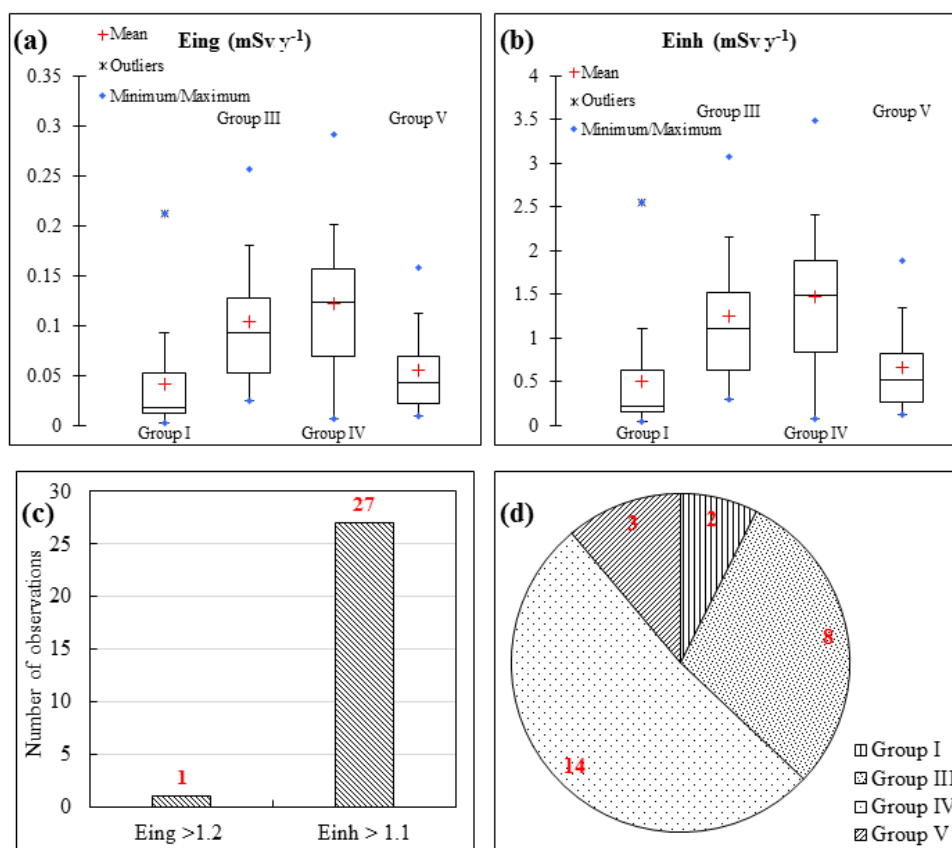 (a)
Eing (mSv y⁻¹)
Mean
Outliers
Minimum/Maximum
Group III
Group V
0.35
0.3
0.25
0.2
0.15
0.1
0.05
0
Group I
Group IV
(b)
Einh (mSv y⁻¹)
Mean
Outliers
Minimum/Maximum
Group III
Group V
4
3.5
3
2.5
2
1.5
1
0.5
0
Group I
Group IV
(c)
Number of observations
30
25
20
15
10
5
0
1
27
Eing >1.2
Einh > 1.1
(d)
3
2
8
14
Group I
Group III
Group IV
Group V